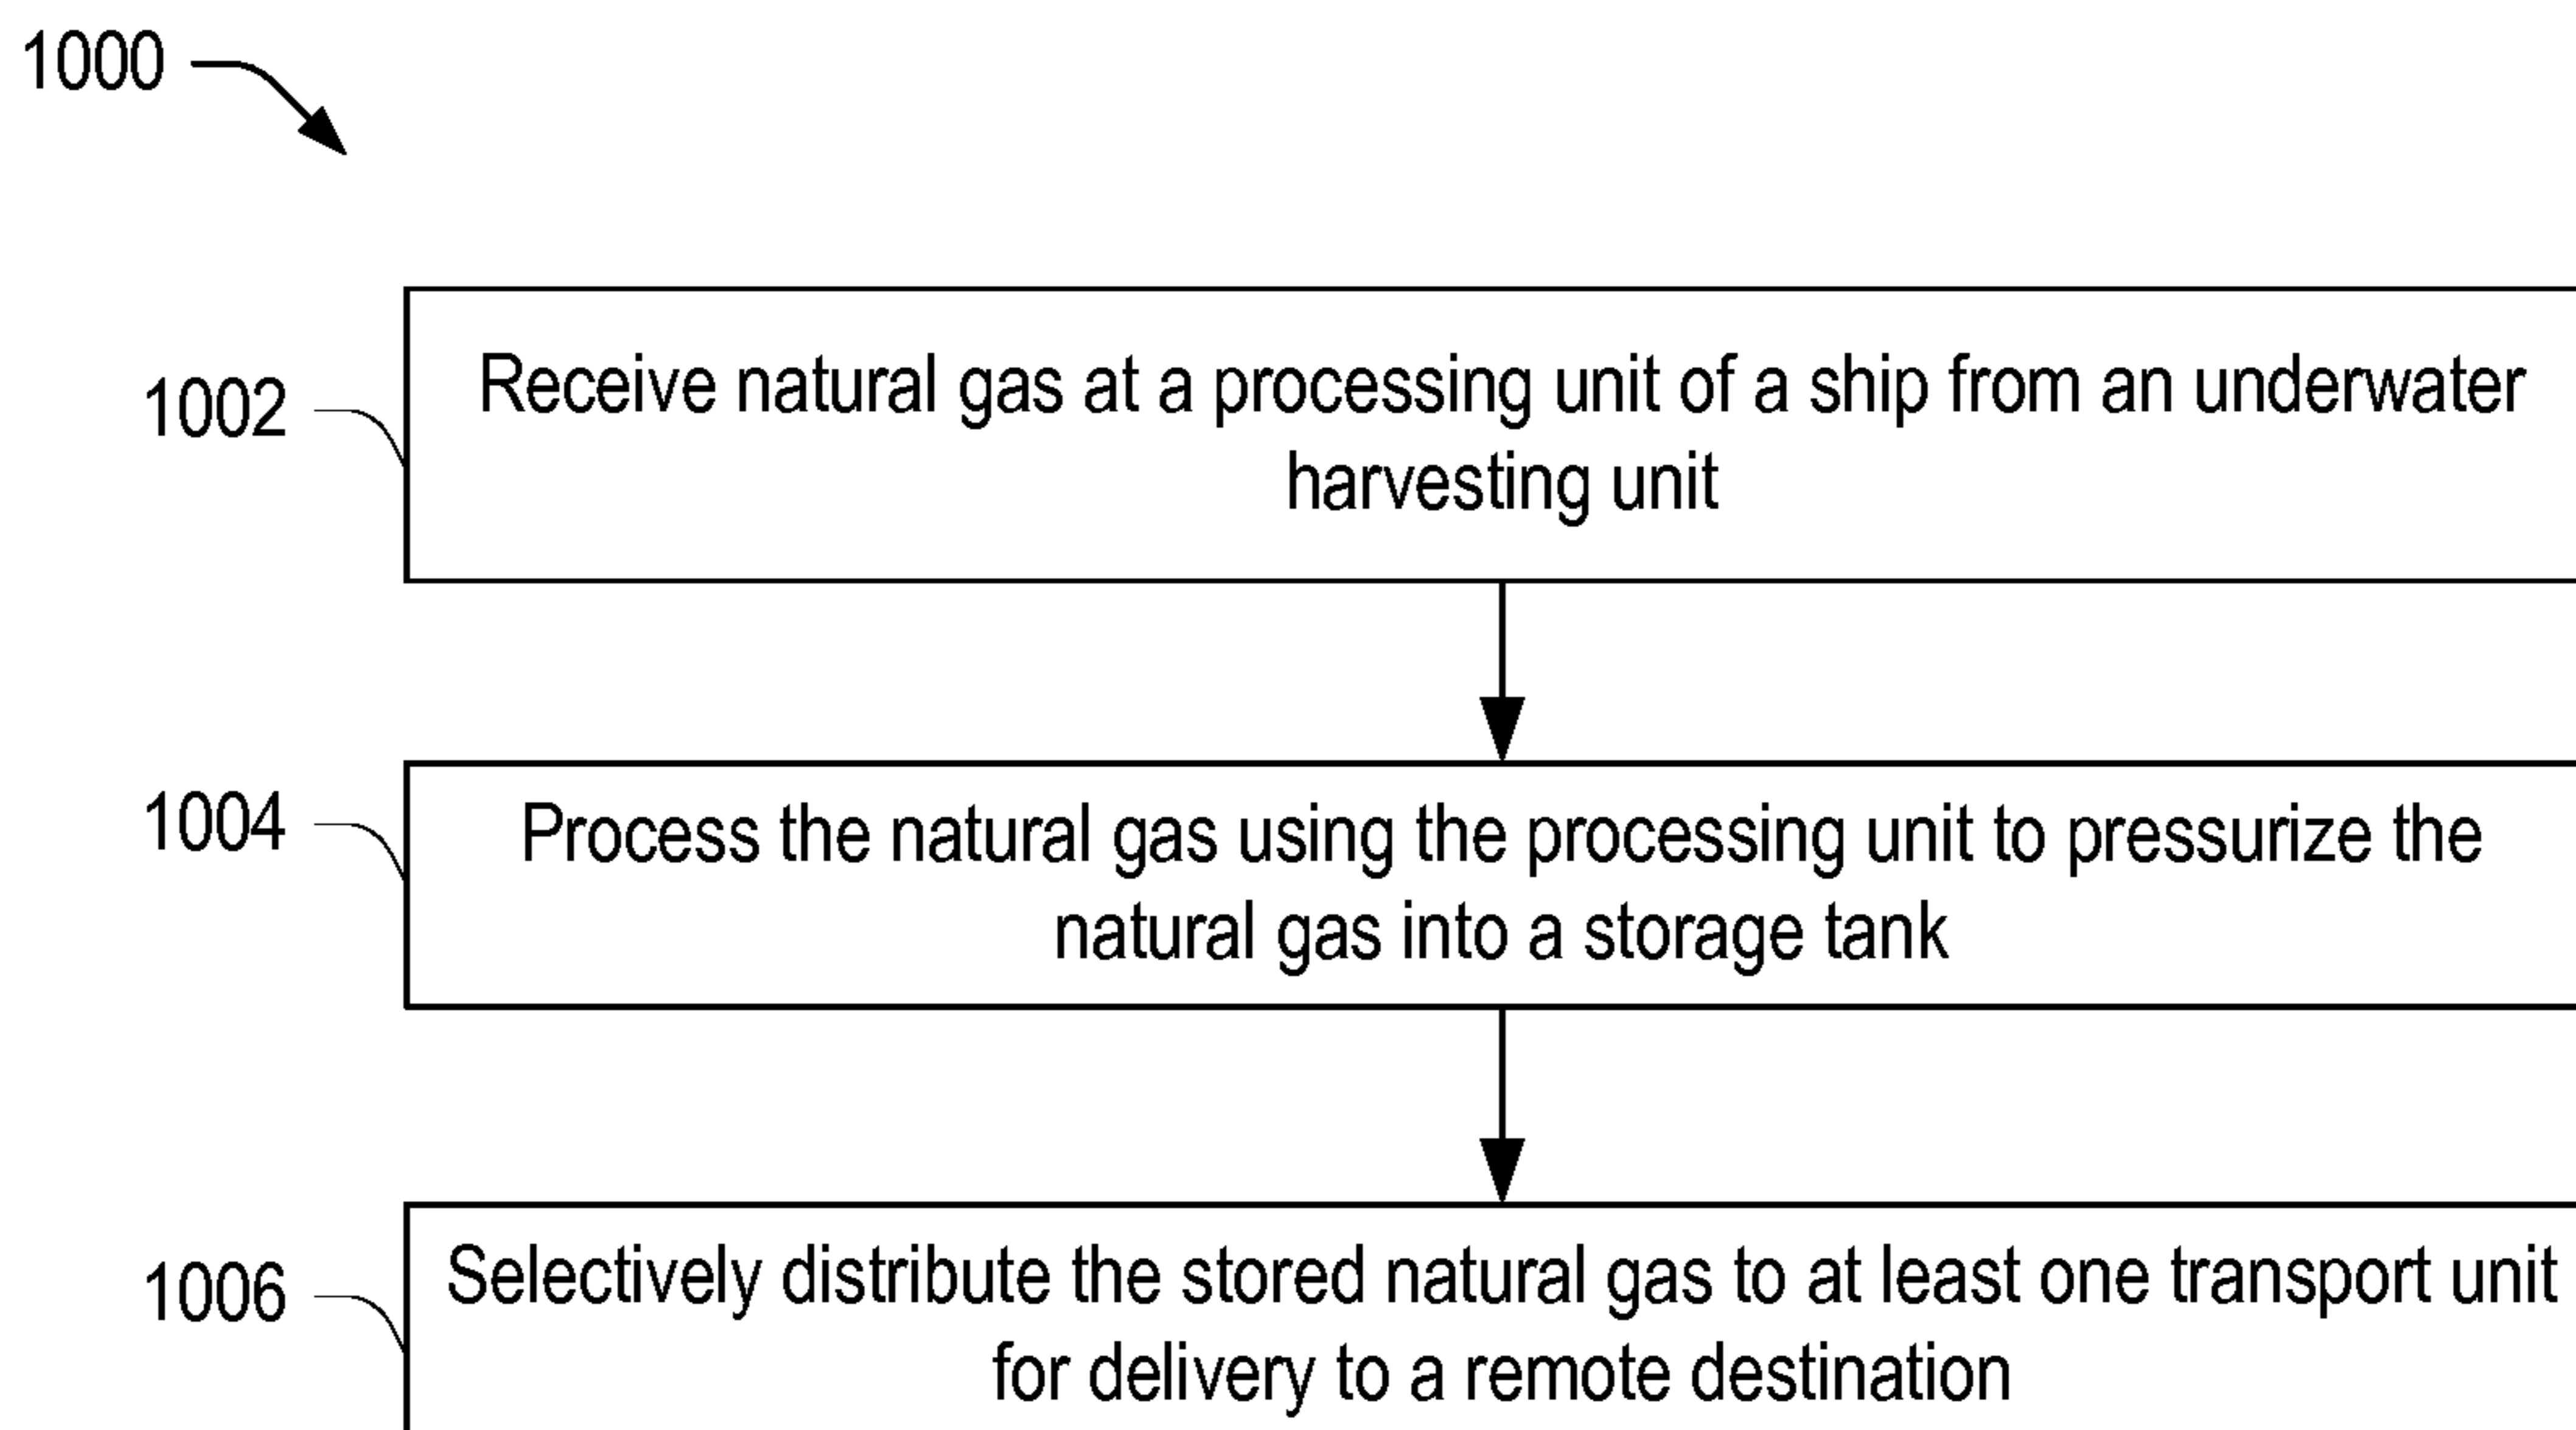 1000
1002
Receive natural gas at a processing unit of a ship from an underwater
harvesting unit
1004
Process the natural gas using the processing unit to pressurize the
natural gas into a storage tank
1006
Selectively distribute the stored natural gas to at least one transport unit
for delivery to a remote destination